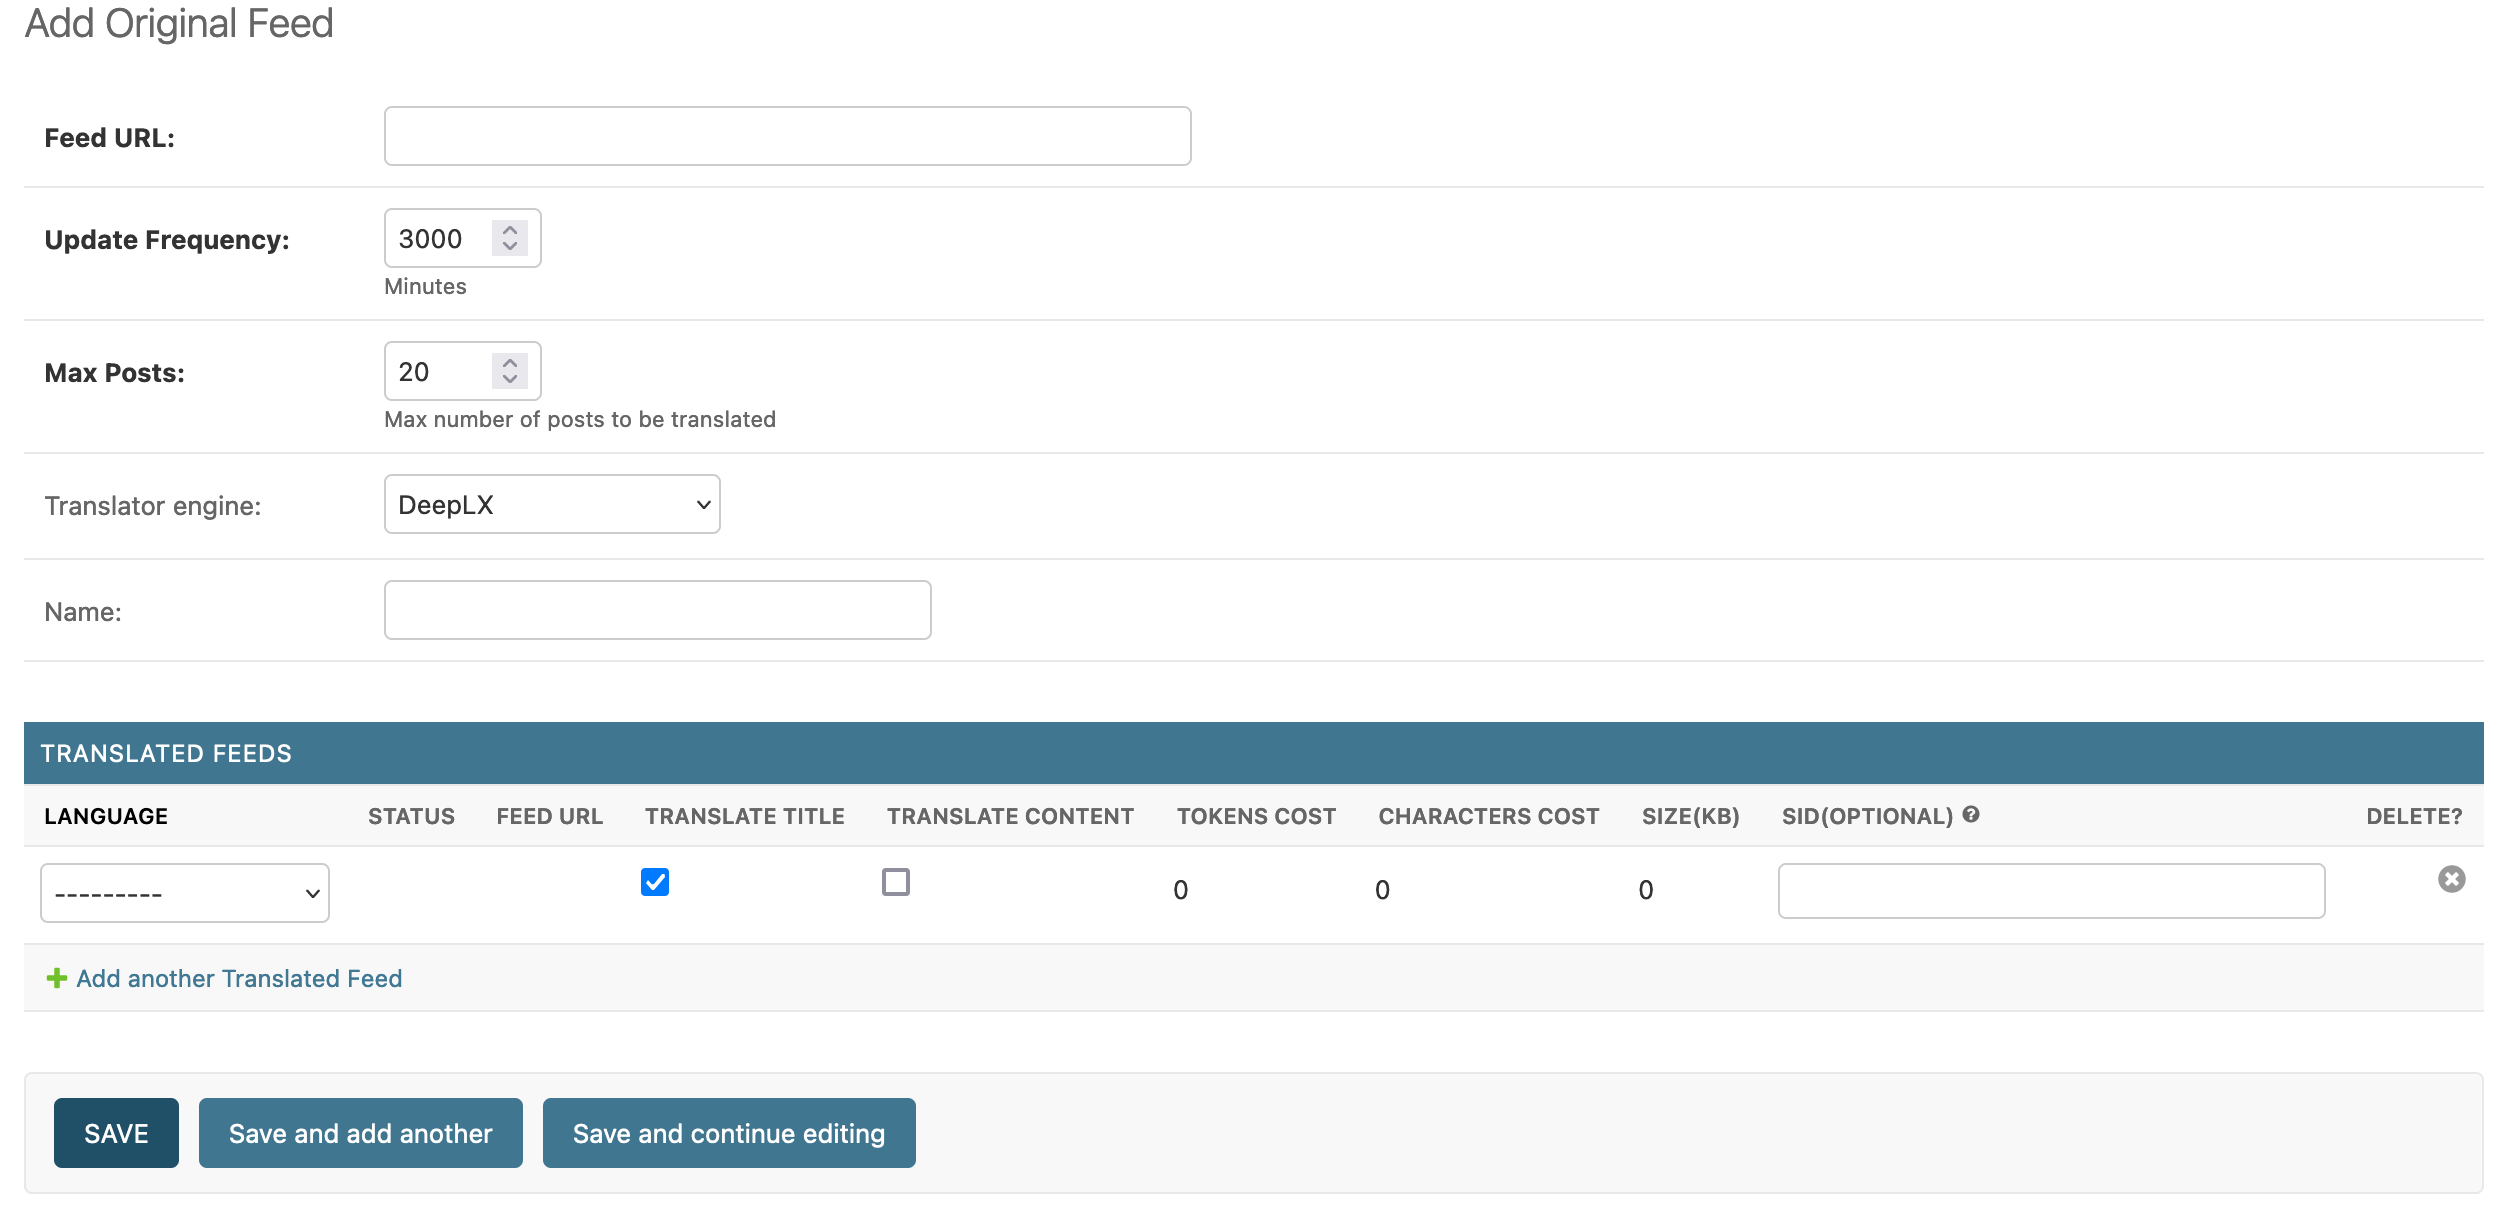 Add Original Feed
Feed URL:
Update Frequency: 3000
Minutes
Max Posts: 20
Max number of posts to be translated
Translator engine: DeepLX
Name:
TRANSLATED FEEDS
LANGUAGE STATUS FEED URL TRANSLATE TITLE TRANSLATE CONTENT TOKENS COST CHARACTERS COST SIZE(KB) SID(OPTIONAL) ? DELETE?
--------- 0 0 0
Add another Translated Feed
SAVE Save and add another Save and continue editing